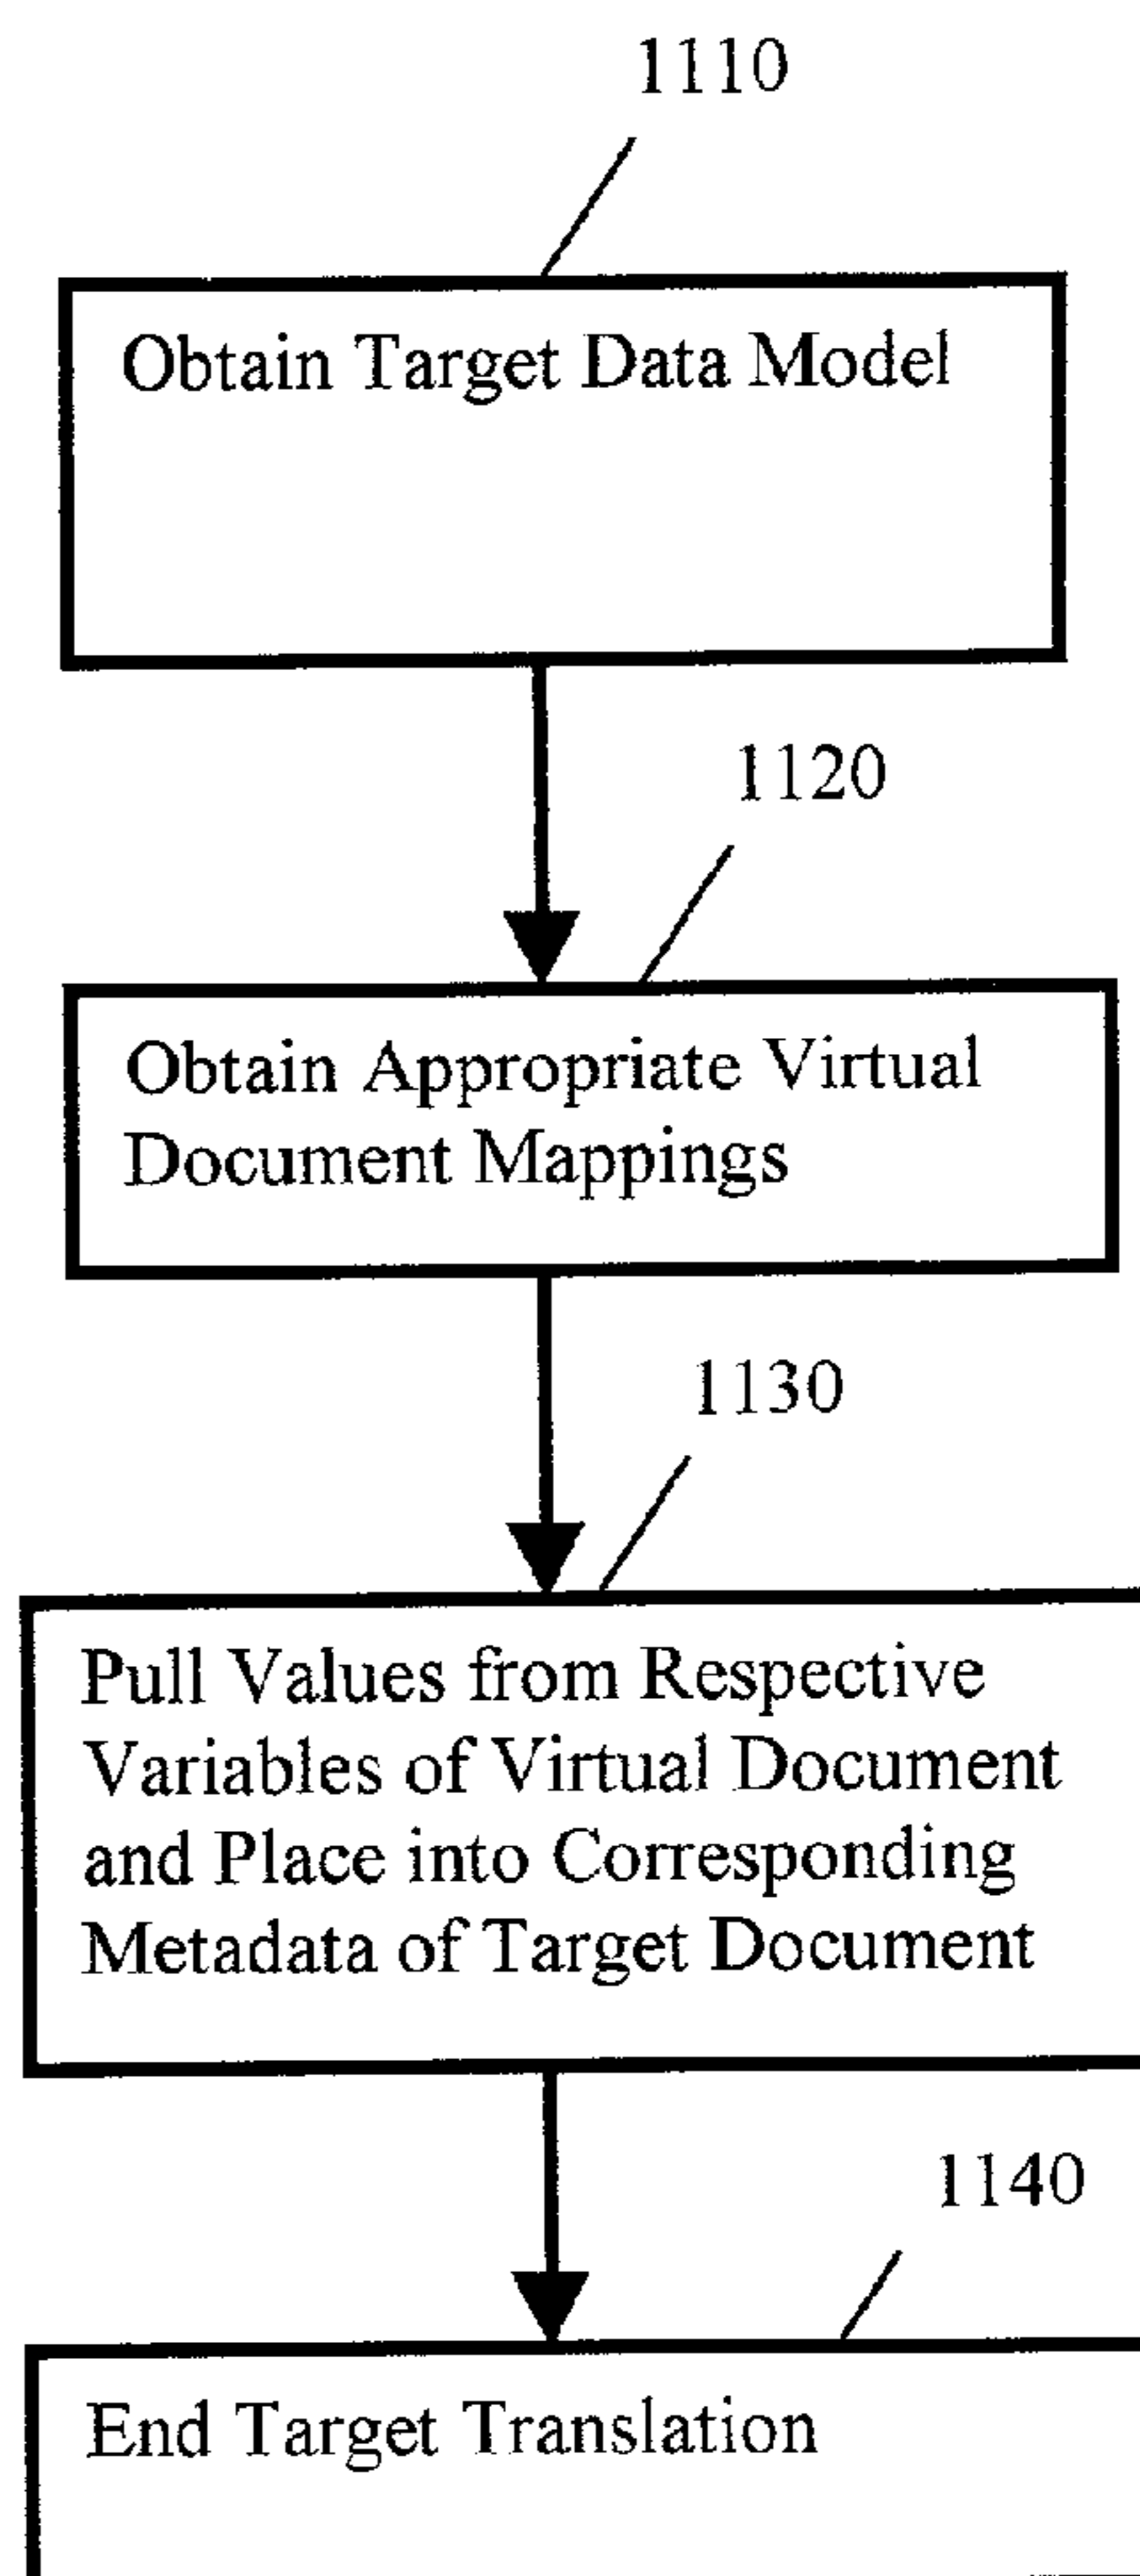 1110
Obtain Target Data Model
1120
Obtain Appropriate Virtual
Document Mappings
1130
Pull Values from Respective
Variables of Virtual Document
and Place into Corresponding
Metadata of Target Document
1140
End Target Translation